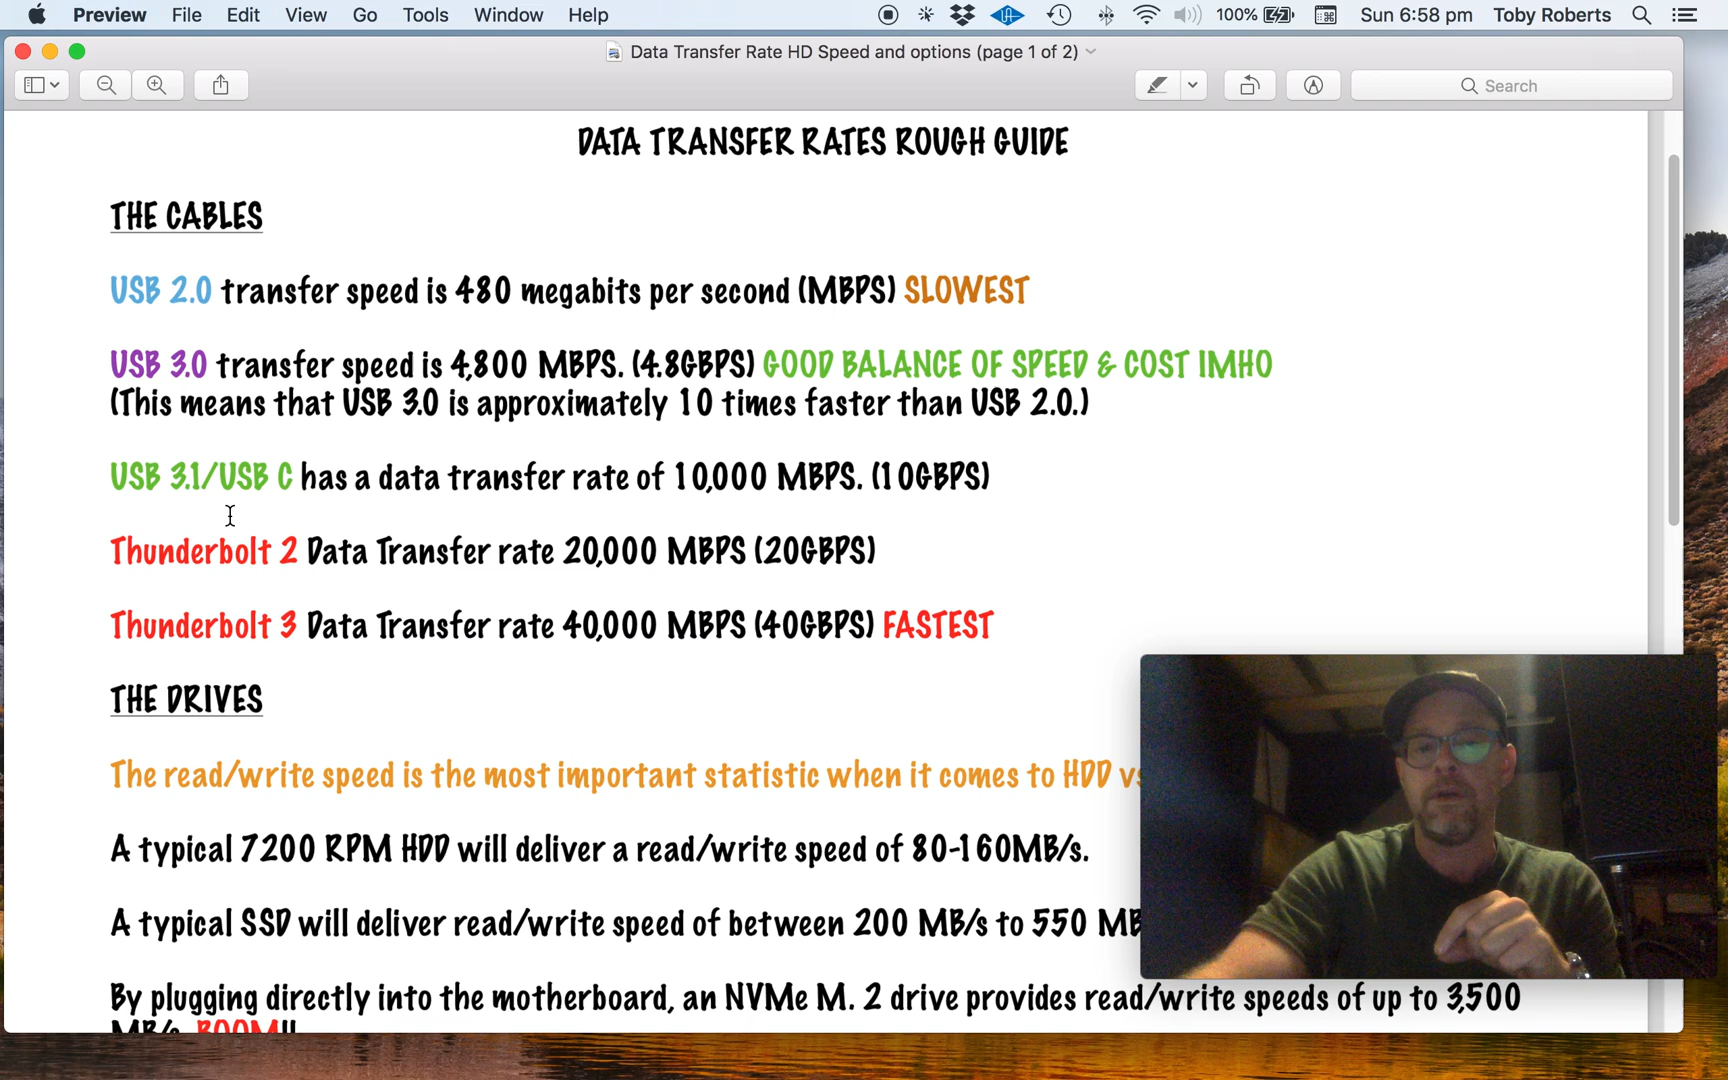 Preview File Edit View Go Tools Window Help 100% Sun 6:58 pm Toby Roberts
Data Transfer Rate HD Speed and options (page 1 of 2)
Search
DATA TRANSFER RATES ROUGH GUIDE
THE CABLES
USB 2.0 transfer speed is 480 megabits per second (MBPS) SLOWEST
USB 3.0 transfer speed is 4,800 MBPS. (4.8GBPS) GOOD BALANCE OF SPEED & COST IMHO
(This means that USB 3.0 is approximately 10 times faster than USB 2.0.)
USB 3.1/USB C has a data transfer rate of 10,000 MBPS. (10GBPS)
Thunderbolt 2 Data Transfer rate 20,000 MBPS (20GBPS)
Thunderbolt 3 Data Transfer rate 40,000 MBPS (40GBPS) FASTEST
THE DRIVES
The read/write speed is the most important statistic when it comes to HDD vs
A typical 7200 RPM HDD will deliver a read/write speed of 80-160MB/s.
A typical SSD will deliver read/write speed of between 200 MB/s to 550 MB
By plugging directly into the motherboard, an NVMe M. 2 drive provides read/write speeds of up to 3,500
MB/s. BOOM!!